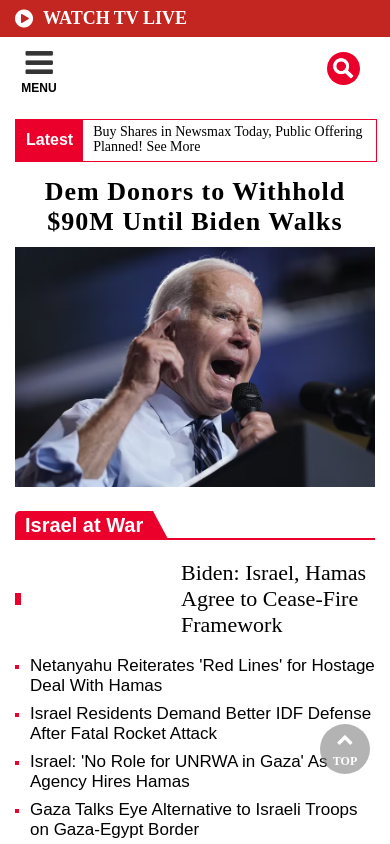 WATCH TV LIVE
MENU
Latest
Buy Shares in Newsmax Today, Public Offering
Planned! See More
Dem Donors to Withhold
$90M Until Biden Walks
Israel at War
Biden: Israel, Hamas
Agree to Cease-Fire
Framework
Netanyahu Reiterates 'Red Lines' for Hostage
Deal With Hamas
Israel Residents Demand Better IDF Defense
After Fatal Rocket Attack
Israel: 'No Role for UNRWA in Gaza' As
Agency Hires Hamas
TOP
Gaza Talks Eye Alternative to Israeli Troops
on Gaza-Egypt Border